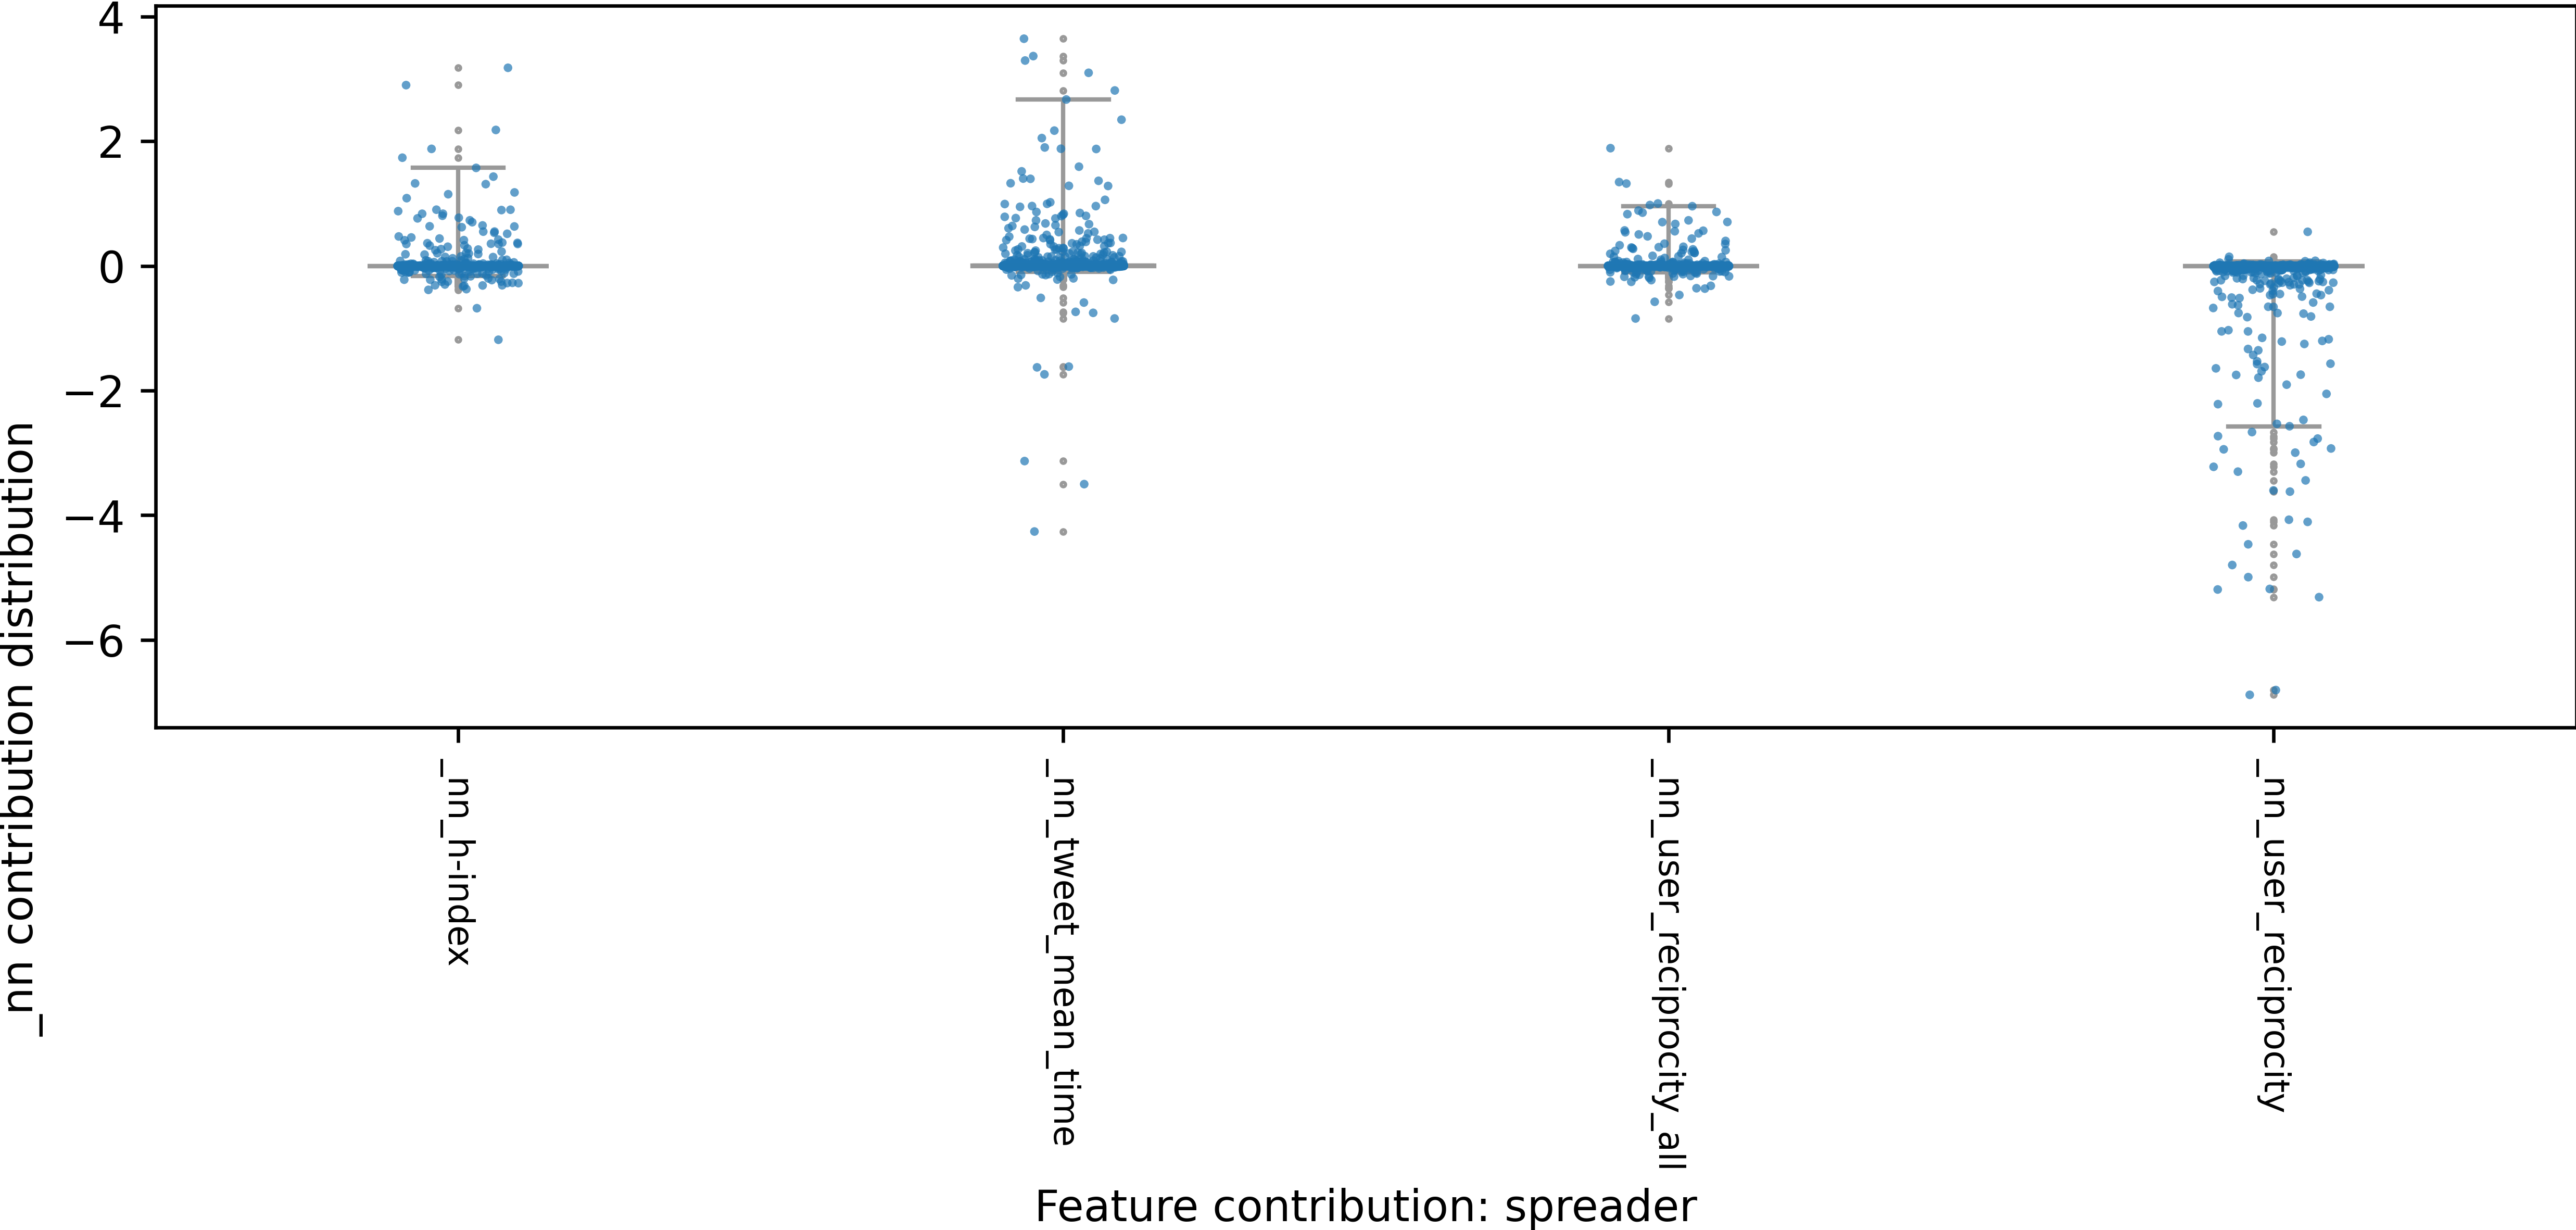 4
2
0
−2
−4
−6
_nn contribution distribution
_nn_h-index
_nn_tweet_mean_time
_nn_user_reciprocity_all
_nn_user_reciprocity
Feature contribution: spreader